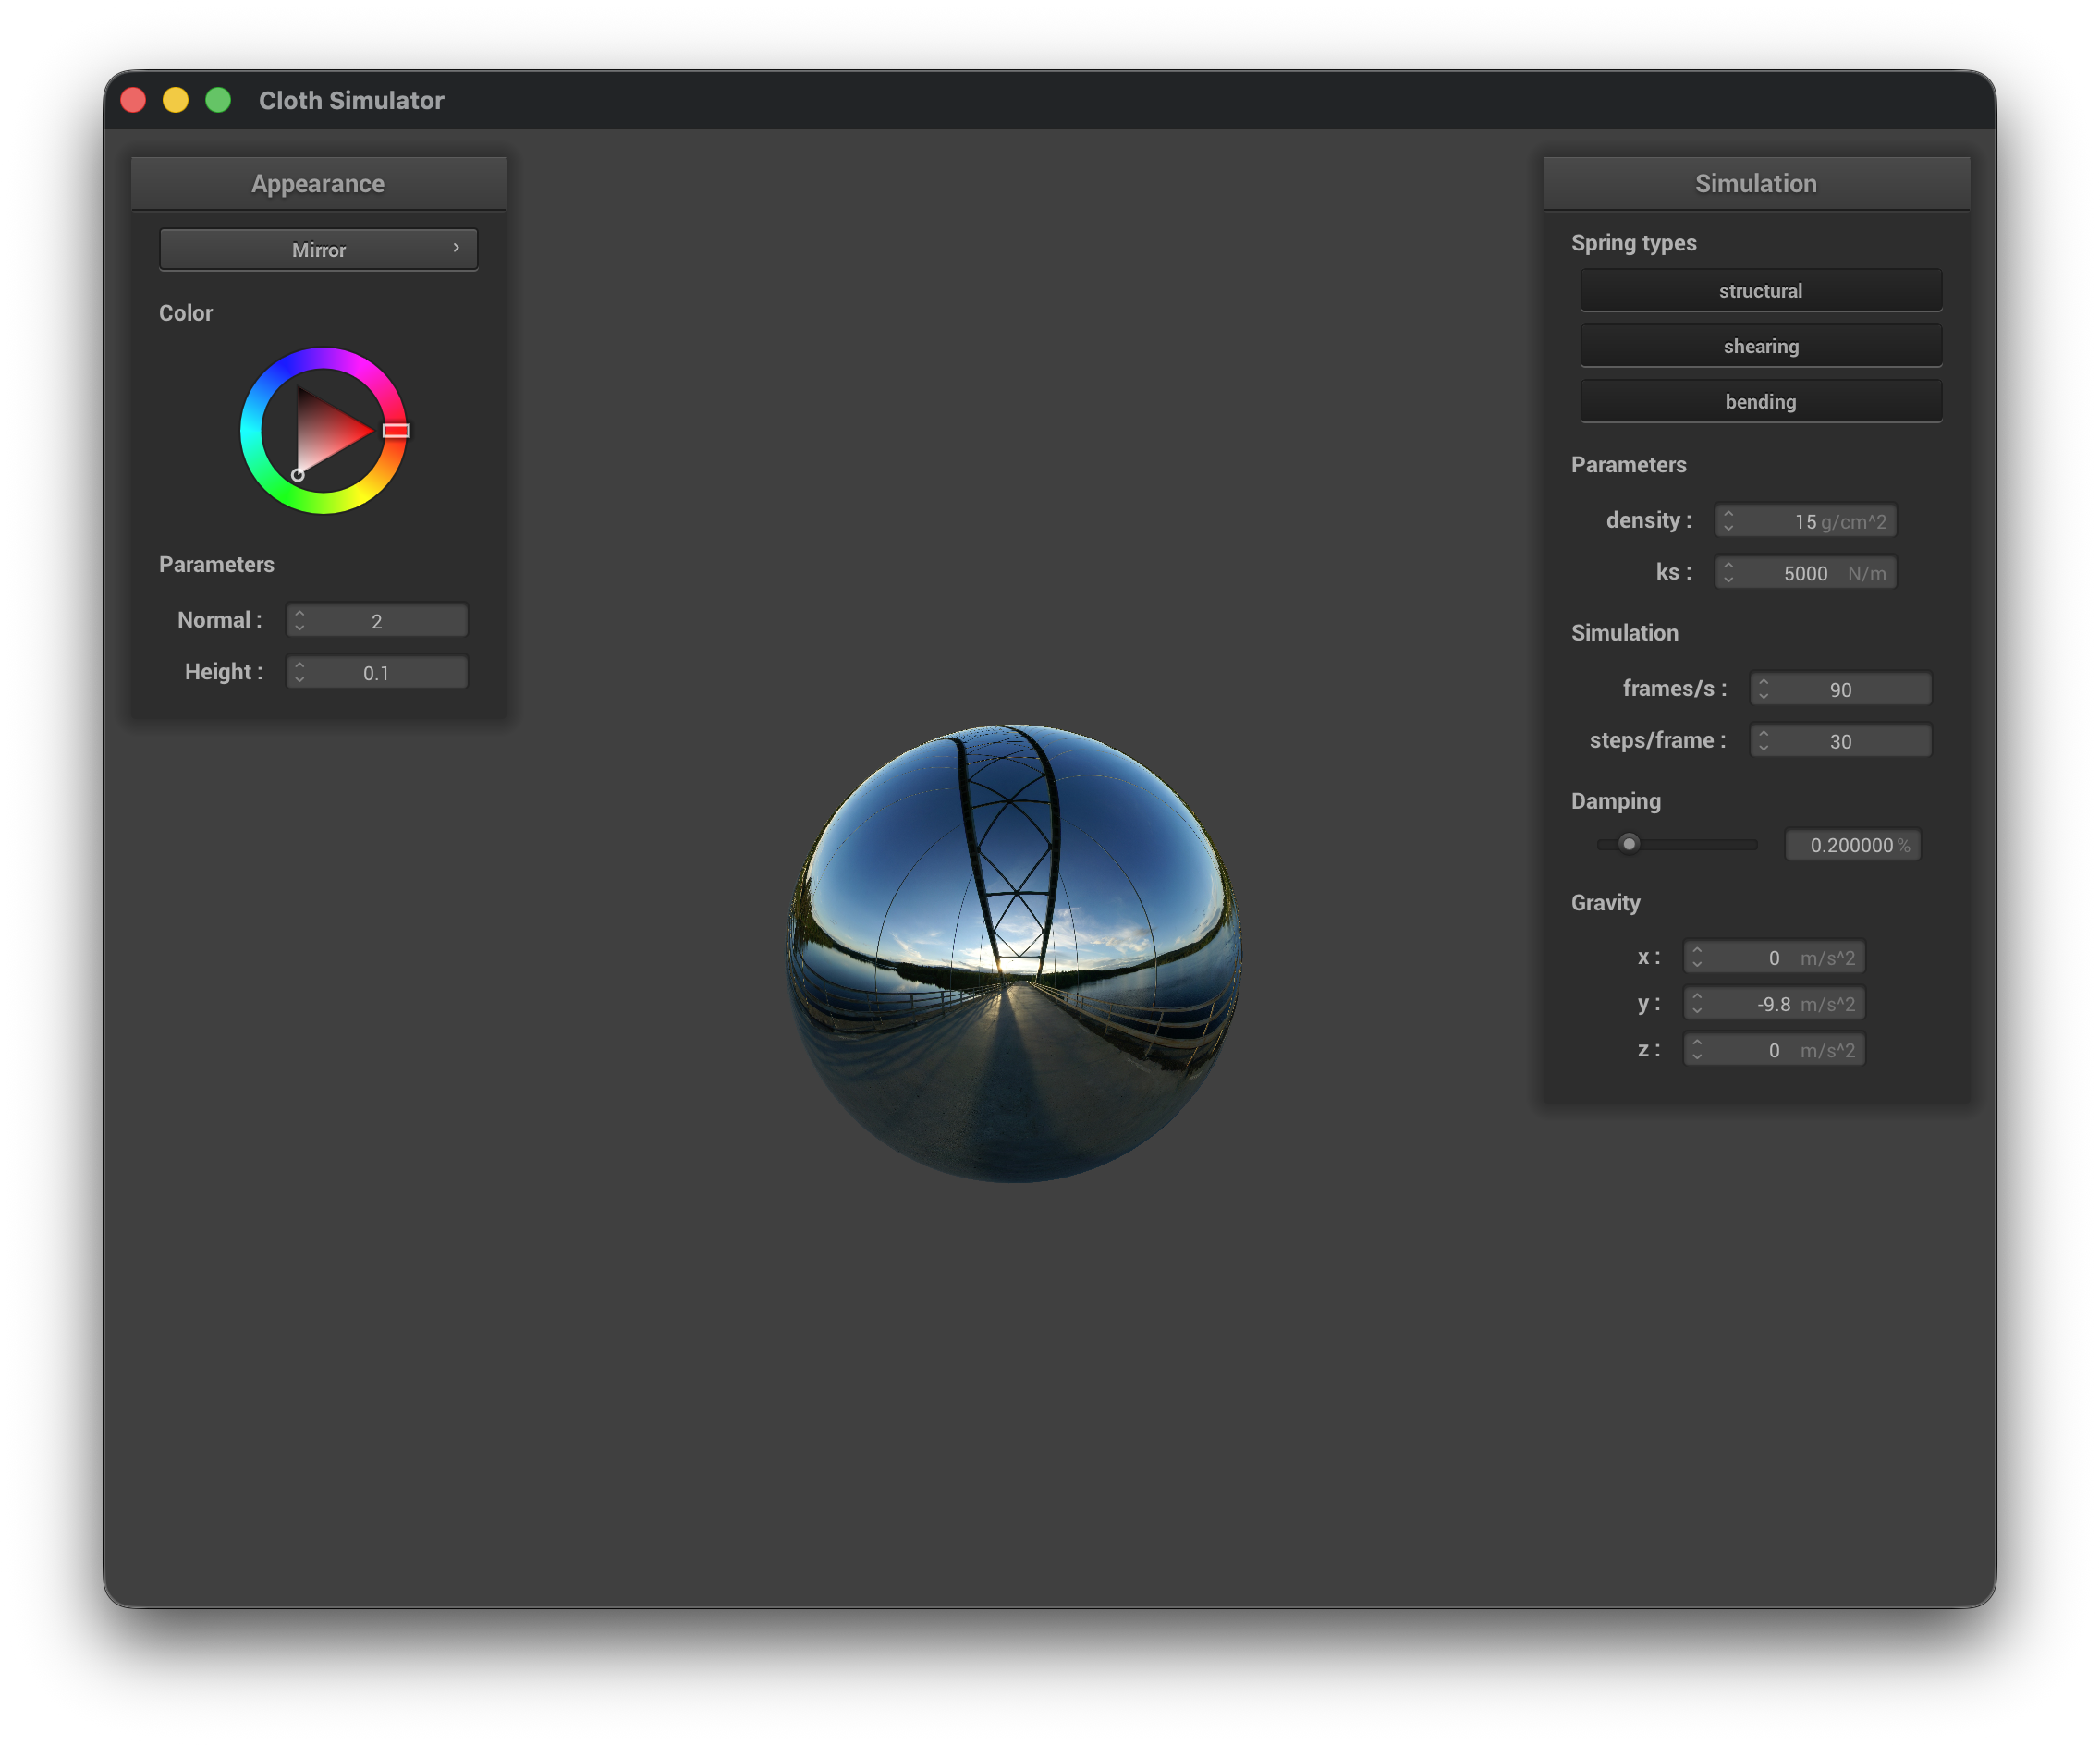 Cloth Simulator
Appearance
Mirror
Color
Parameters
Normal : 2
Height : 0.1
Simulation
Spring types
structural
shearing
bending
Parameters
density : 15 g/cm^2
ks : 5000 N/m
Simulation
frames/s : 90
steps/frame : 30
Damping
0.200000 %
Gravity
x : 0 m/s^2
y : -9.8 m/s^2
z : 0 m/s^2